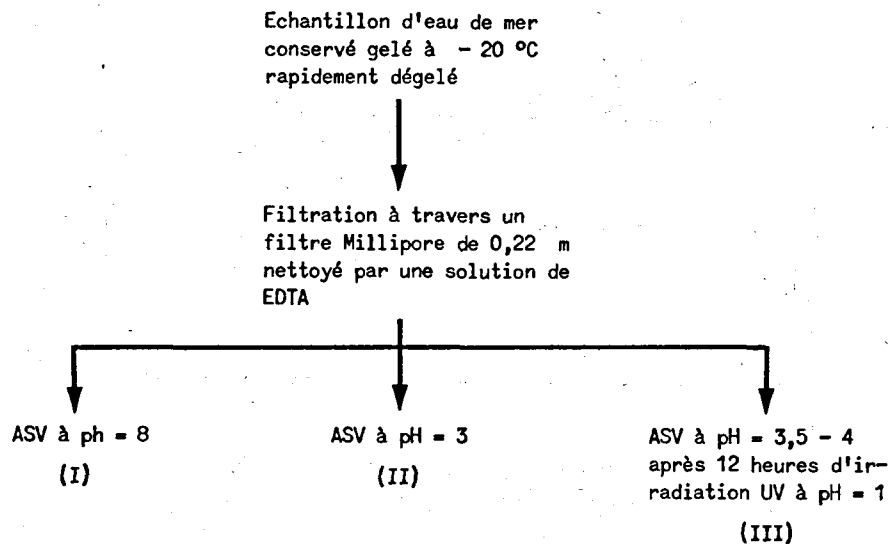 Echantillon d'eau de mer
conservé gelé à - 20 ºC
rapidement dégelé
Filtration à travers un
filtre Millipore de 0,22 m
nettoyé par une solution de
EDTA
ASV à ph = 8
(I)
ASV à pH = 3
(II)
ASV à pH = 3,5 - 4
après 12 heures d'ir-
radiation UV à pH = 1
(III)